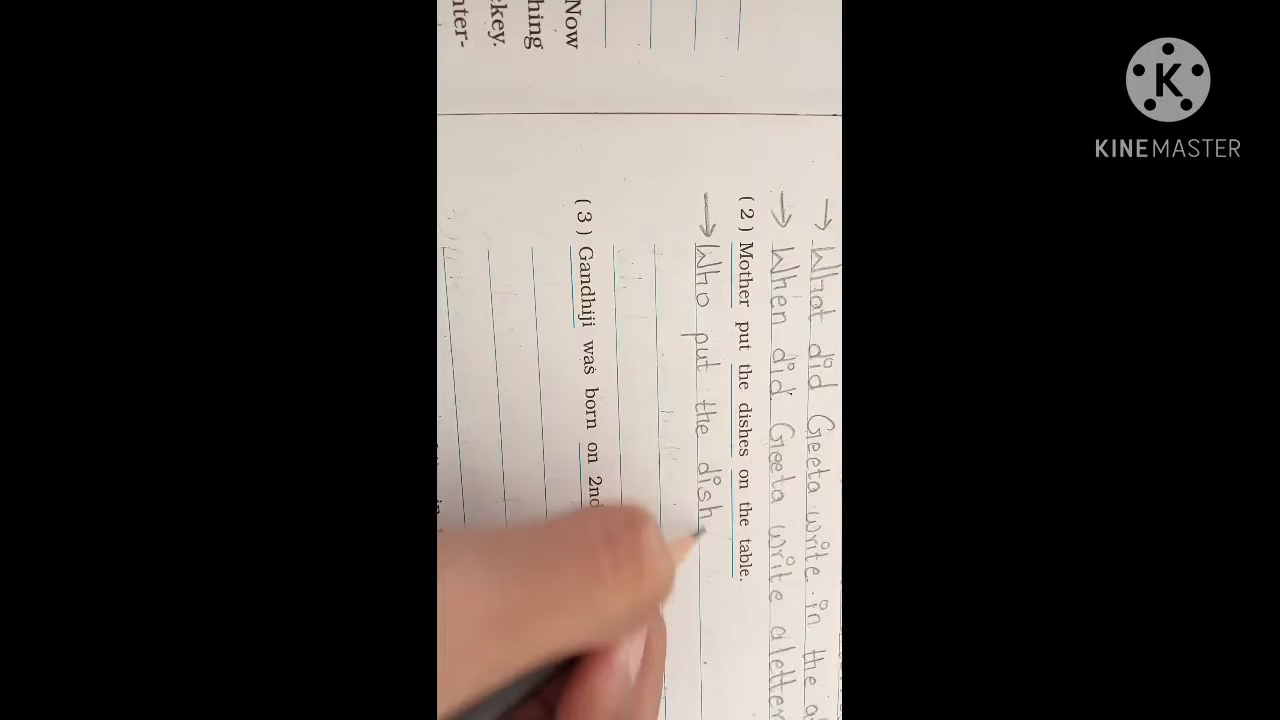 Now
hing
key.
nter-
→ What did Geeta write in the
→ When did Geeta write a letter
(2) Mother put the dishes on the table.
→ Who put the dish
(3) Gandhiji was born on 2nd
KINEMASTER